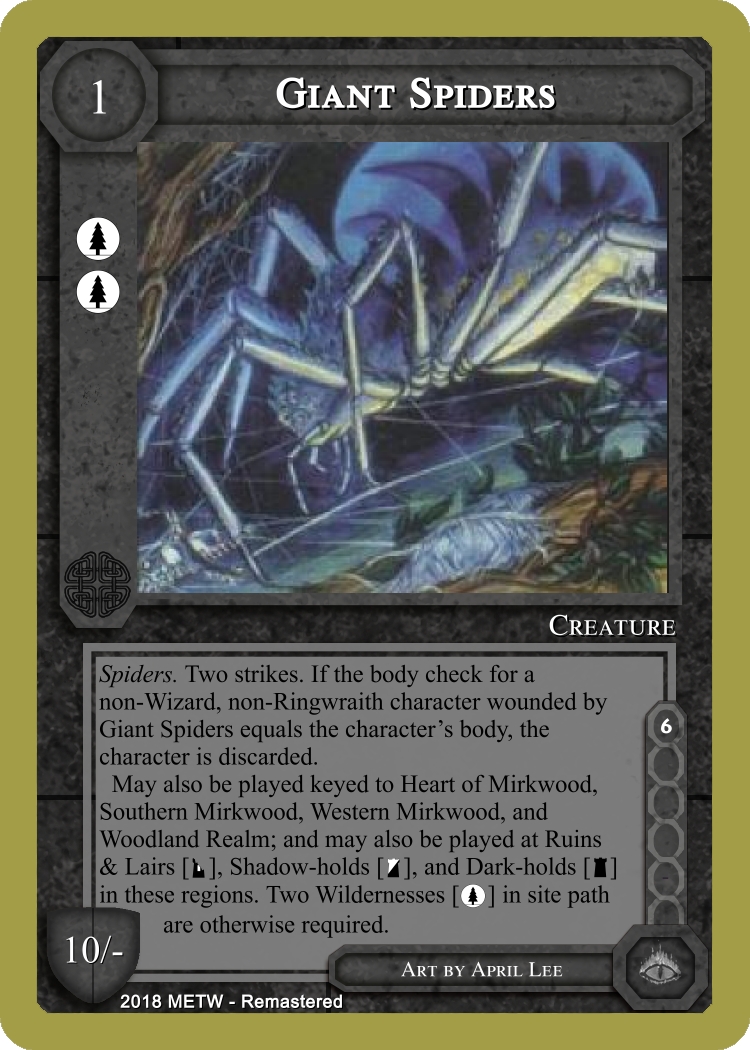 1
GIANT SPIDERS
CREATURE
Spiders. Two strikes. If the body check for a
non-Wizard, non-Ringwraith character wounded by
Giant Spiders equals the character’s body, the
character is discarded.
May also be played keyed to Heart of Mirkwood,
Southern Mirkwood, Western Mirkwood, and
Woodland Realm; and may also be played at Ruins
& Lairs [ ], Shadow-holds [ ], and Dark-holds [ ]
in these regions. Two Wildernesses [ ] in site path
are otherwise required.
6
10/-
ART BY APRIL LEE
2018 METW - Remastered